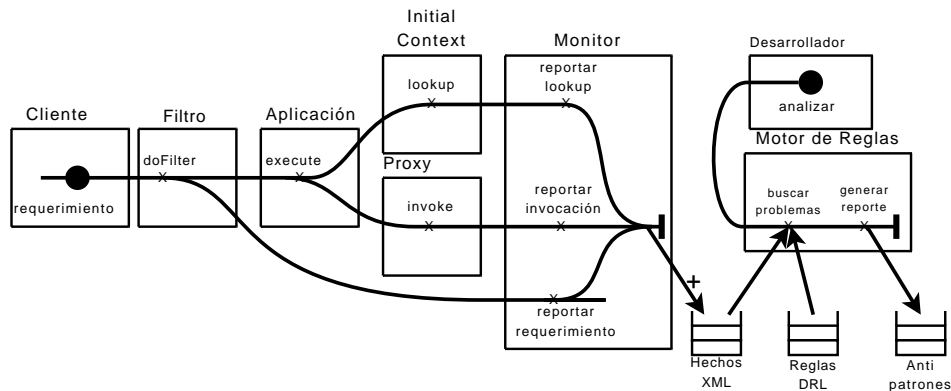 Initial
Context
Monitor
Desarrollador
lookup
reportar
lookup
analizar
Cliente
Filtro
Aplicación
Motor de Reglas
doFilter
execute
Proxy
requerimiento
invoke
reportar
invocación
buscar
problemas
generar
reporte
+
reportar
requerimiento
Hechos
XML
Reglas
DRL
Anti
patrones